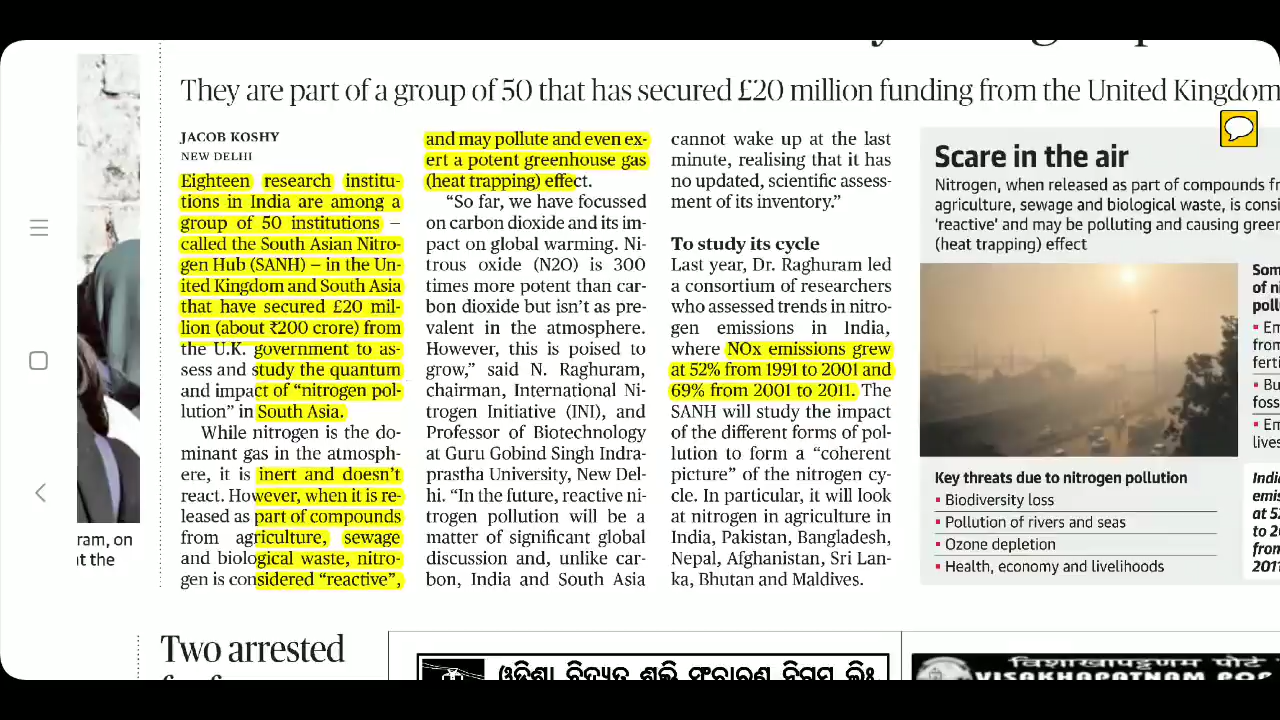 They are part of a group of 50 that has secured £20 million funding from the United Kingdom
JACOB KOSHY
NEW DELHI
Eighteen research institu-
tions in India are among a
group of 50 institutions –
called the South Asian Nitro-
gen Hub (SANH) – in the Un-
ited Kingdom and South Asia
that have secured £20 mil-
lion (about ₹200 crore) from
the U.K. government to as-
sess and study the quantum
and impact of “nitrogen pol-
lution” in South Asia.
While nitrogen is the do-
minant gas in the atmosph-
ere, it is inert and doesn’t
react. However, when it is re-
leased as part of compounds
from agriculture, sewage
and biological waste, nitro-
gen is considered “reactive”,
and may pollute and even ex-
ert a potent greenhouse gas
(heat trapping) effect.
“So far, we have focussed
on carbon dioxide and its im-
pact on global warming. Ni-
trous oxide (N2O) is 300
times more potent than car-
bon dioxide but isn’t as pre-
valent in the atmosphere.
However, this is poised to
grow,” said N. Raghuram,
chairman, International Ni-
trogen Initiative (INI), and
Professor of Biotechnology
at Guru Gobind Singh Indra-
prastha University, New Del-
hi. “In the future, reactive ni-
trogen pollution will be a
matter of significant global
discussion and, unlike car-
bon, India and South Asia
cannot wake up at the last
minute, realising that it has
no updated, scientific assess-
ment of its inventory.”
To study its cycle
Last year, Dr. Raghuram led
a consortium of researchers
who assessed trends in nitro-
gen emissions in India,
where NOx emissions grew
at 52% from 1991 to 2001 and
69% from 2001 to 2011. The
SANH will study the impact
of the different forms of pol-
lution to form a “coherent
picture” of the nitrogen cy-
cle. In particular, it will look
at nitrogen in agriculture in
India, Pakistan, Bangladesh,
Nepal, Afghanistan, Sri Lan-
ka, Bhutan and Maldives.
Scare in the air
Nitrogen, when released as part of compounds
agriculture, sewage and biological waste, is
‘reactive’ and may be polluting and causing
(heat trapping) effect
Key threats due to nitrogen pollution
▪ Biodiversity loss
▪ Pollution of rivers and seas
▪ Ozone depletion
▪ Health, economy and livelihoods
at 5
to 20
from
2011
ram, on
at the
Two arrested
ଓଡ଼ିଶା ବିଦ୍ୟୁତ ଶକ୍ତି ସଂଚାରଣ ନିଗମ ଲିଃ
विशाखापट्टणम पोर्ट
VISAKHAPATNAM POR